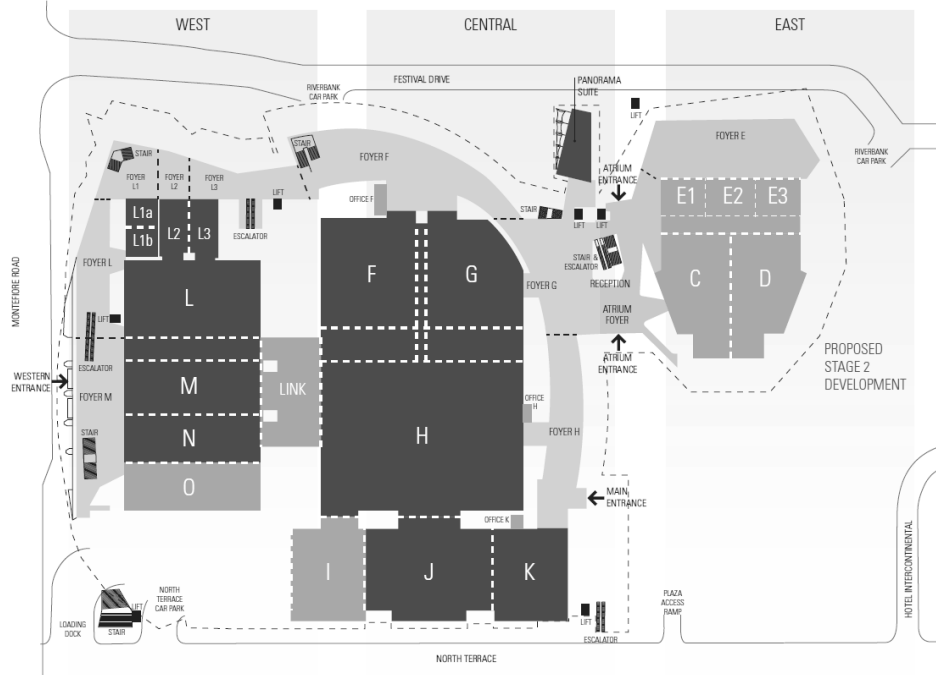 WEST
CENTRAL
EAST
FESTIVAL DRIVE
RIVERBANK
CAR PARK
PANORAMA
SUITE
LIFT
FOYER E
RIVERBANK
CAR PARK
STAIR
STAIR
FOYER F
FOYER
L1
FOYER
L2
FOYER
L3
LIFT
OFFICE F
ATRIUM
ENTRANCE
E1
E2
E3
L1a
L1b
L2
L3
ESCALATOR
STAIR
LIFT
LIFT
STAIR &
ESCALATOR
RECEPTION
FOYER L
F
G
FOYER G
C
D
MONTEFIORE ROAD
L
LIFT
ATRIUM
FOYER
ATRIUM
ENTRANCE
PROPOSED
STAGE 2
DEVELOPMENT
ESCALATOR
WESTERN
ENTRANCE
FOYER M
M
LINK
OFFICE
H
STAIR
N
H
FOYER H
O
MAIN
ENTRANCE
OFFICE K
I
J
K
LOADING
DOCK
LIFT
STAIR
NORTH
TERRACE
CAR PARK
LIFT
ESCALATOR
PLAZA
ACCESS
RAMP
HOTEL INTERCONTINENTAL
NORTH TERRACE